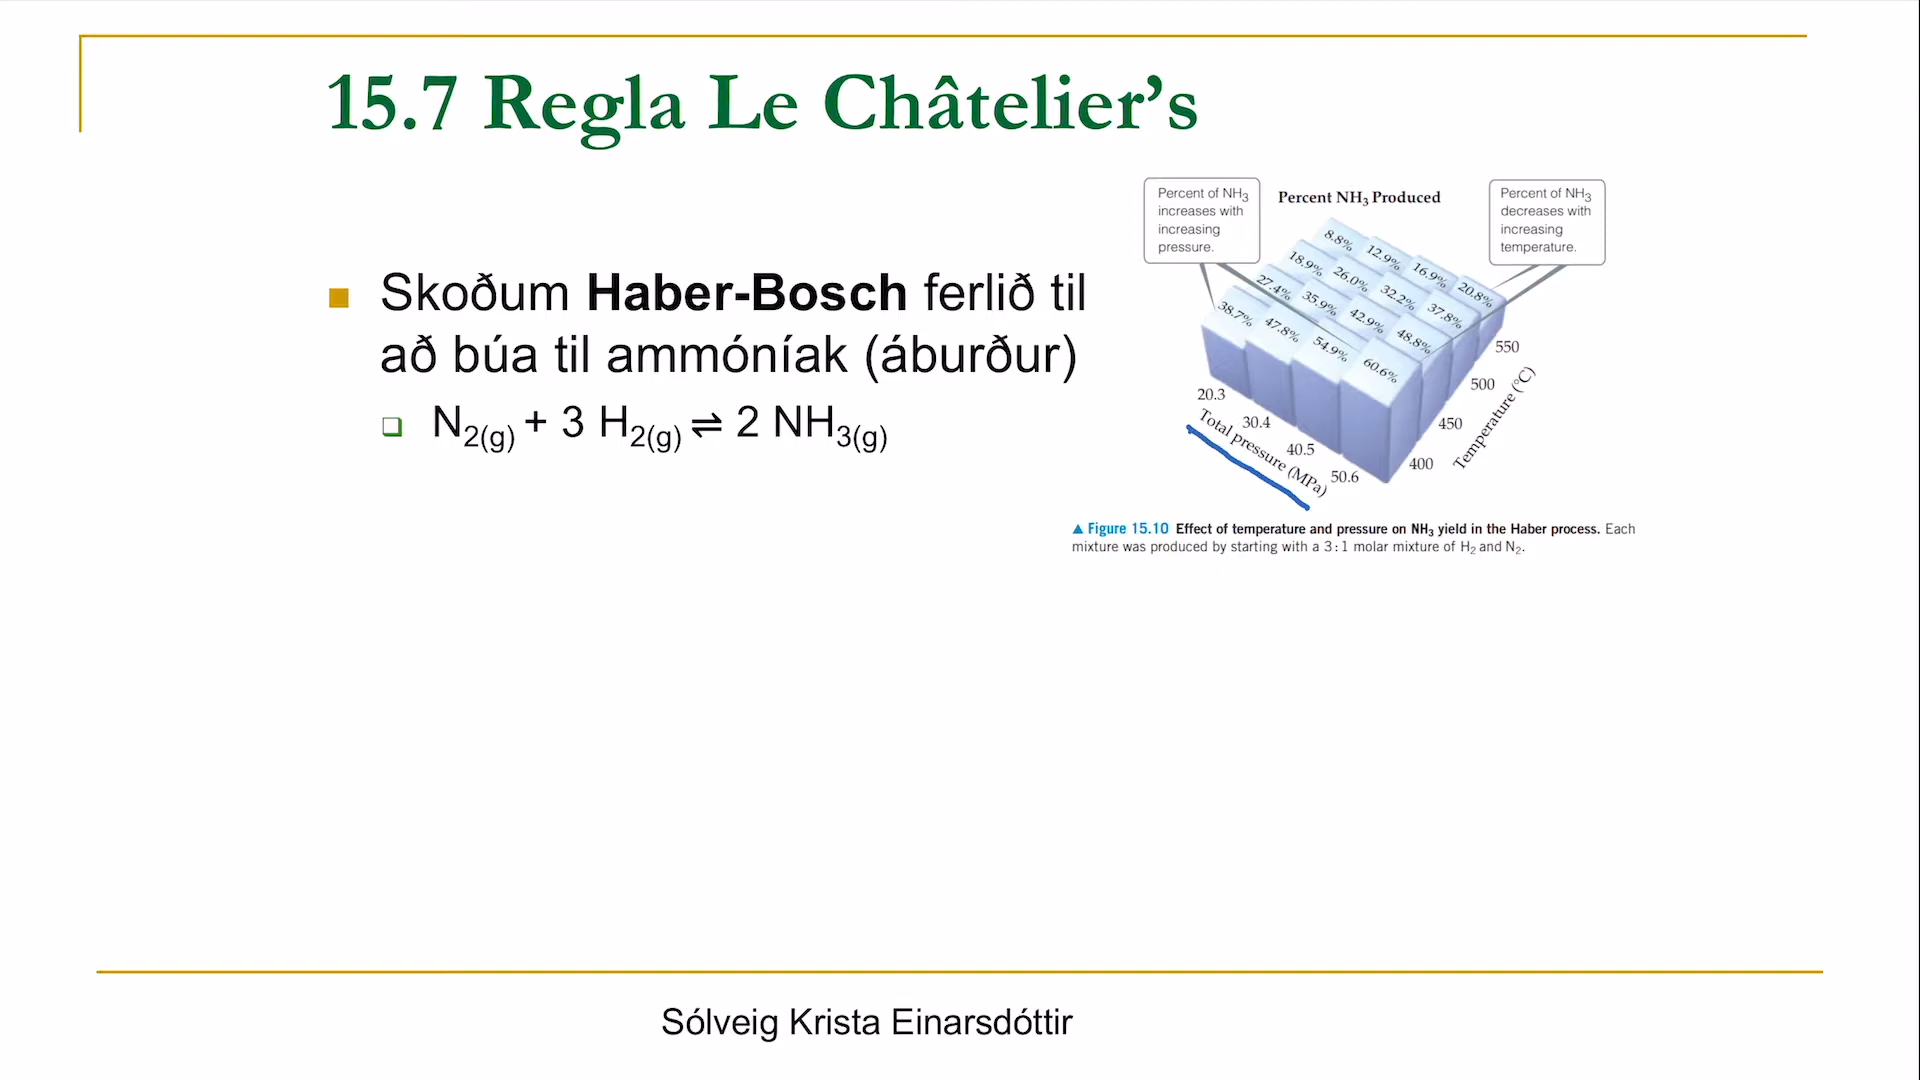 15.7 Regla Le Châtelier’s
Percent of NH3
increases with
increasing
pressure.
Percent NH3 Produced
Percent of NH3
decreases with
increasing
temperature.
8.8% 12.9% 16.9% 20.8%
18.9% 26.0% 32.2% 37.8%
27.4% 35.9% 42.9% 48.8%
38.7% 47.8% 54.9% 60.6%
20.3
30.4
40.5
50.6
Total pressure (MPa)
400
450
500
550
Temperature (°C)
▲ Figure 15.10 Effect of temperature and pressure on NH3 yield in the Haber process. Each
mixture was produced by starting with a 3:1 molar mixture of H2 and N2.
Skoðum Haber-Bosch ferlið til
að búa til ammóníak (áburður)
N2(g) + 3 H2(g) ⇌ 2 NH3(g)
Sólveig Krista Einarsdóttir